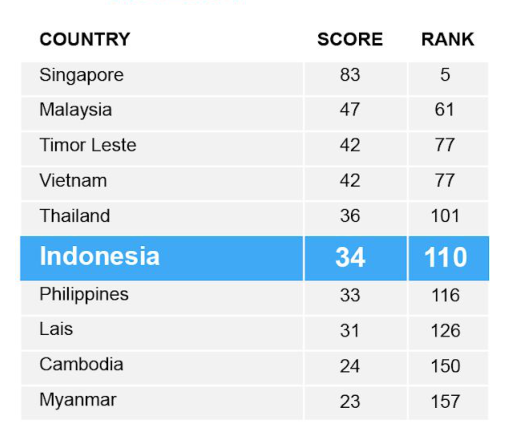 COUNTRY SCORE RANK
Singapore 83 5
Malaysia 47 61
Timor Leste 42 77
Vietnam 42 77
Thailand 36 101
Indonesia 34 110
Philippines 33 116
Lais 31 126
Cambodia 24 150
Myanmar 23 157